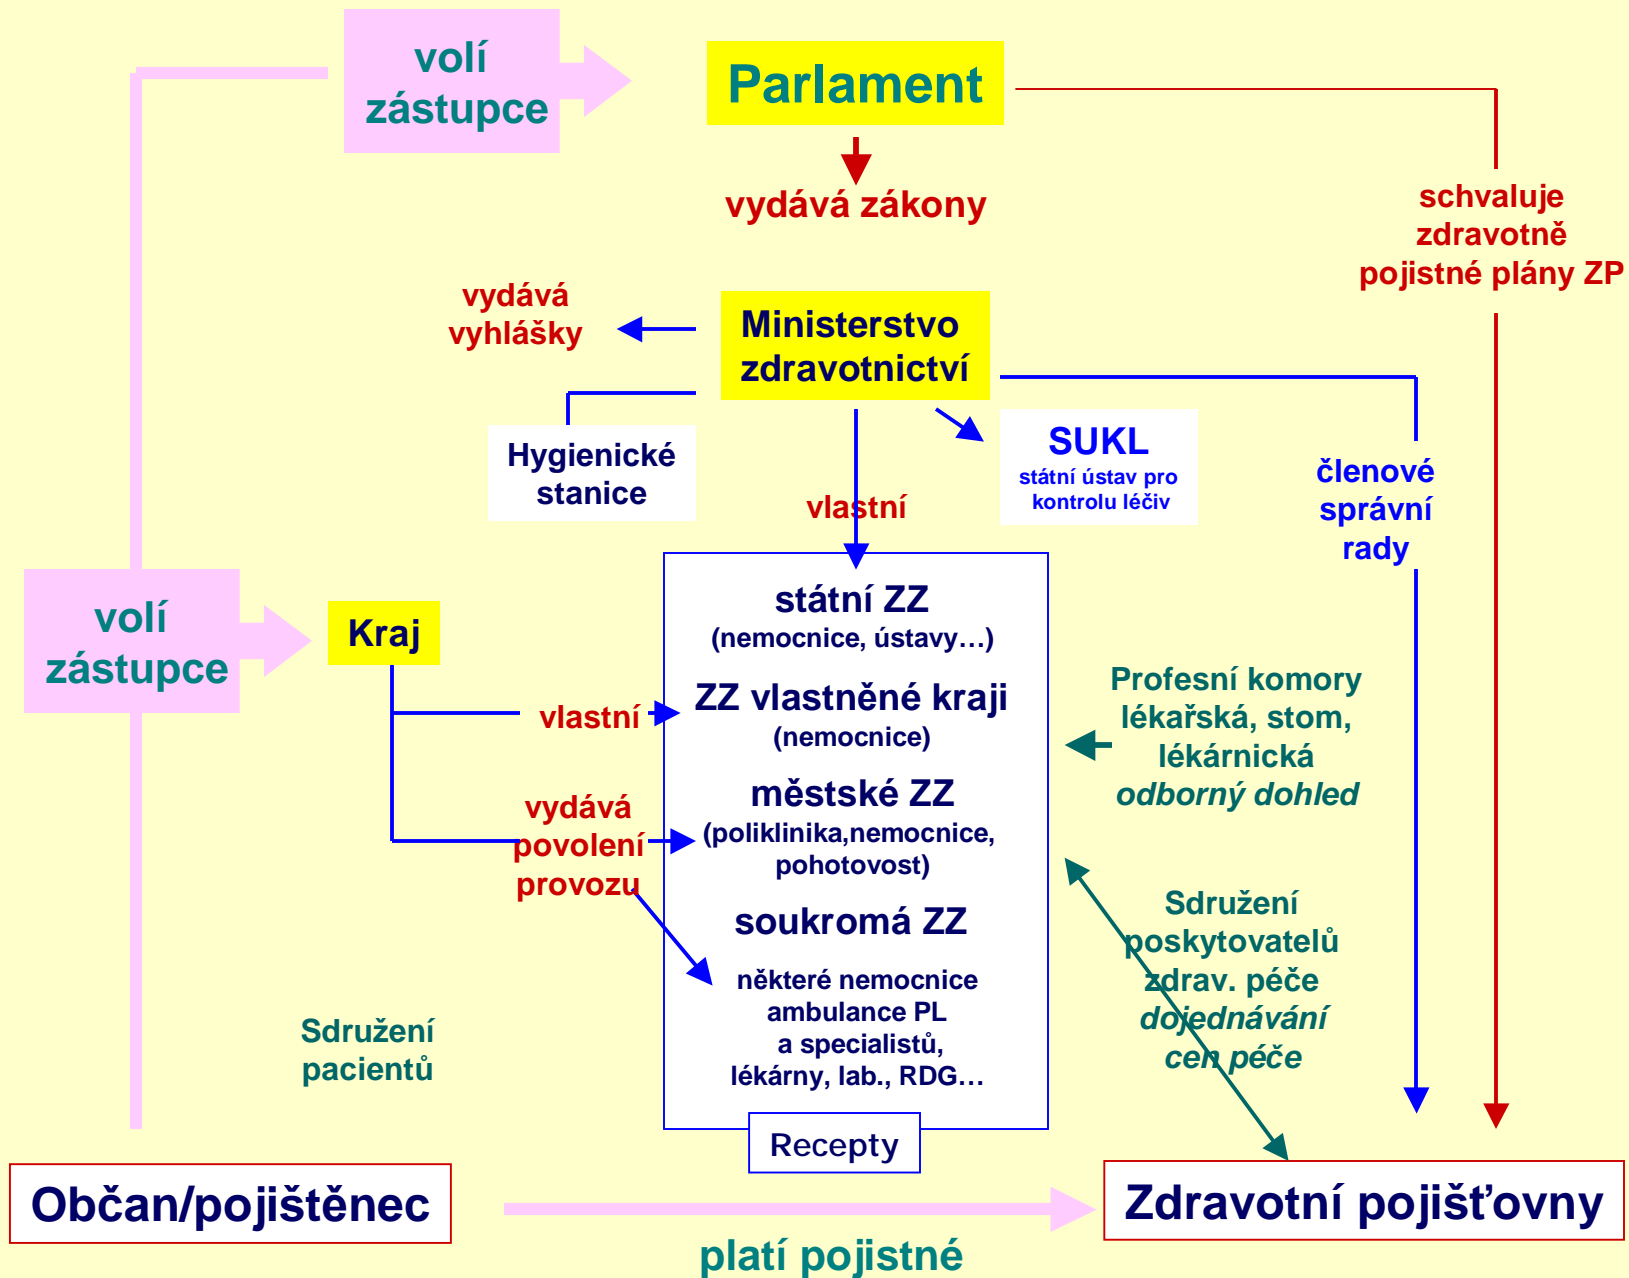 volí
zástupce
Parlament
vydává zákony
schvaluje
zdravotně
pojistné plány ZP
vydává
vyhlášky
Ministerstvo
zdravotnictví
Hygienické
stanice
SUKL
státní ústav pro
kontrolu léčiv
vlastní
členové
správní
rady
volí
zástupce
Kraj
státní ZZ
(nemocnice, ústavy…)
vlastní
ZZ vlastněné kraji
(nemocnice)
Profesní komory
lékařská, stom,
lékárnická
odborný dohled
vydává
povolení
provozu
městské ZZ
(poliklinika,nemocnice,
pohotovost)
soukromá ZZ
některé nemocnice
ambulance PL
a specialistů,
lékárny, lab., RDG…
Sdružení
poskytovatelů
zdrav. péče
dojednávání
cen péče
Sdružení
pacientů
Recepty
Občan/pojištěnec
Zdravotní pojišťovny
platí pojistné